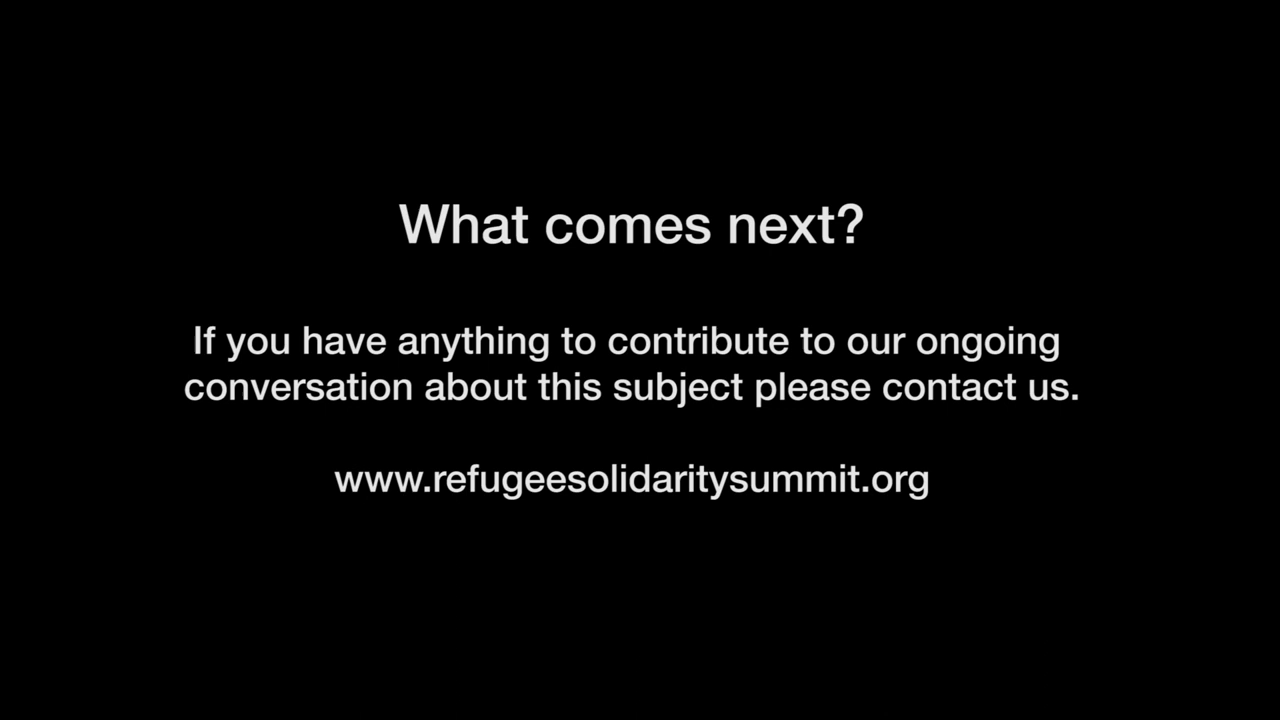 What comes next?
If you have anything to contribute to our ongoing
conversation about this subject please contact us.
www.refugeesolidaritysummit.org